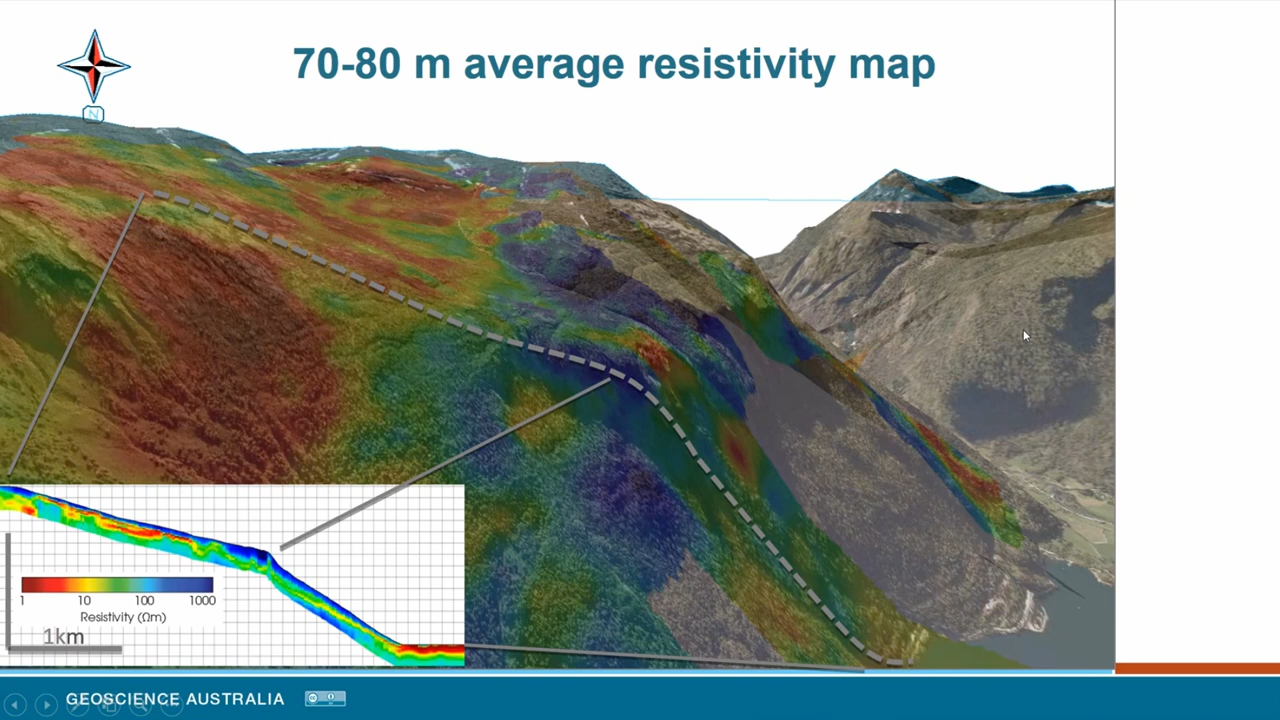 70-80 m average resistivity map
N
1 10 100 1000
Resistivity (Ωm)
1km
GEOSCIENCE AUSTRALIA